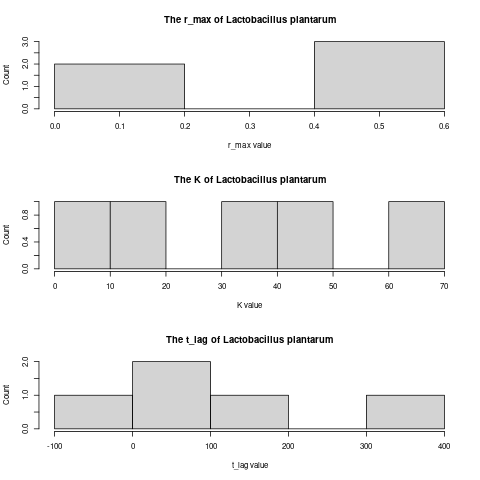 The r_max of Lactobacillus plantarum
Count
0.0 1.0 2.0 3.0
0.0 0.1 0.2 0.3 0.4 0.5 0.6
r_max value
The K of Lactobacillus plantarum
Count
0.0 0.4 0.8
0 10 20 30 40 50 60 70
K value
The t_lag of Lactobacillus plantarum
Count
0.0 1.0 2.0
-100 0 100 200 300 400
t_lag value